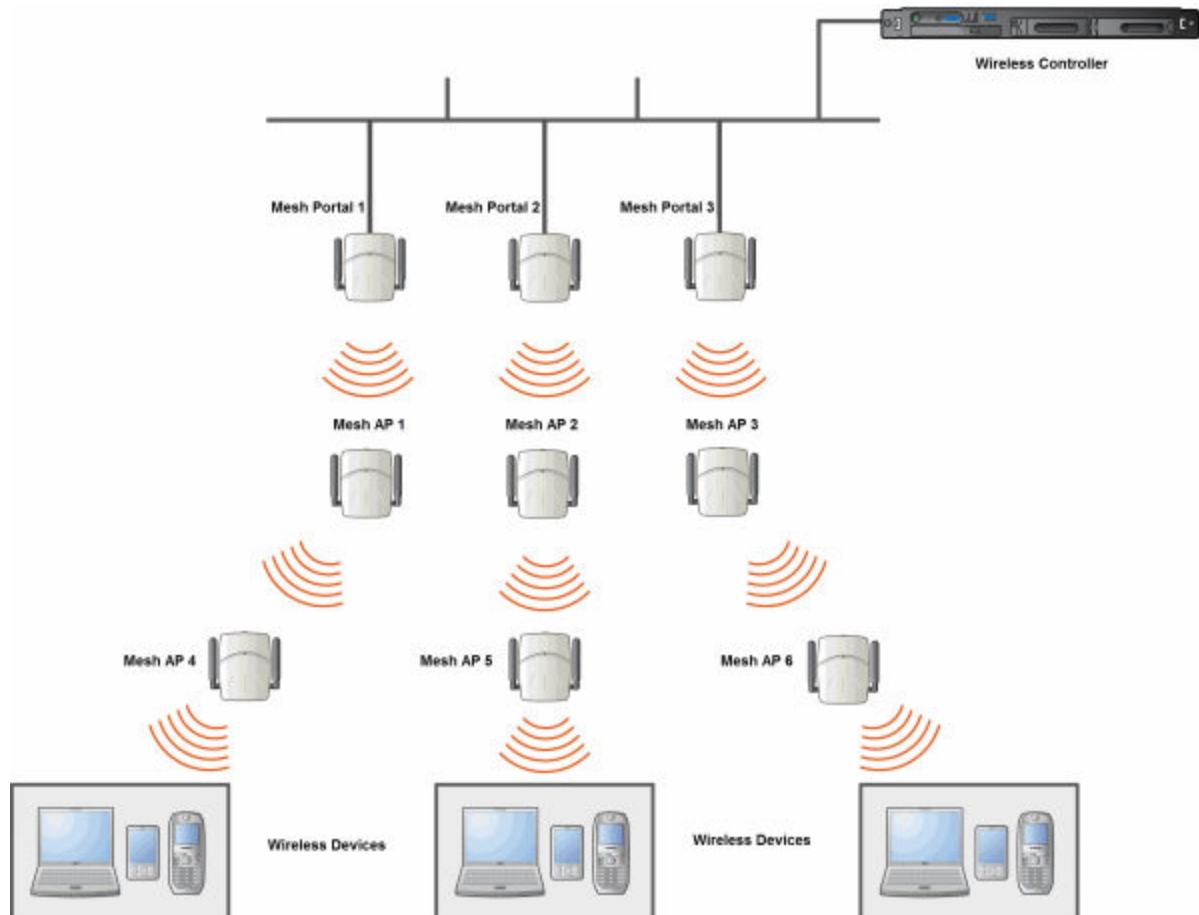 Wireless Controller
Mesh Portal 1
Mesh Portal 2
Mesh Portal 3
Mesh AP 1
Mesh AP 2
Mesh AP 3
Mesh AP 4
Mesh AP 5
Mesh AP 6
Wireless Devices
Wireless Devices